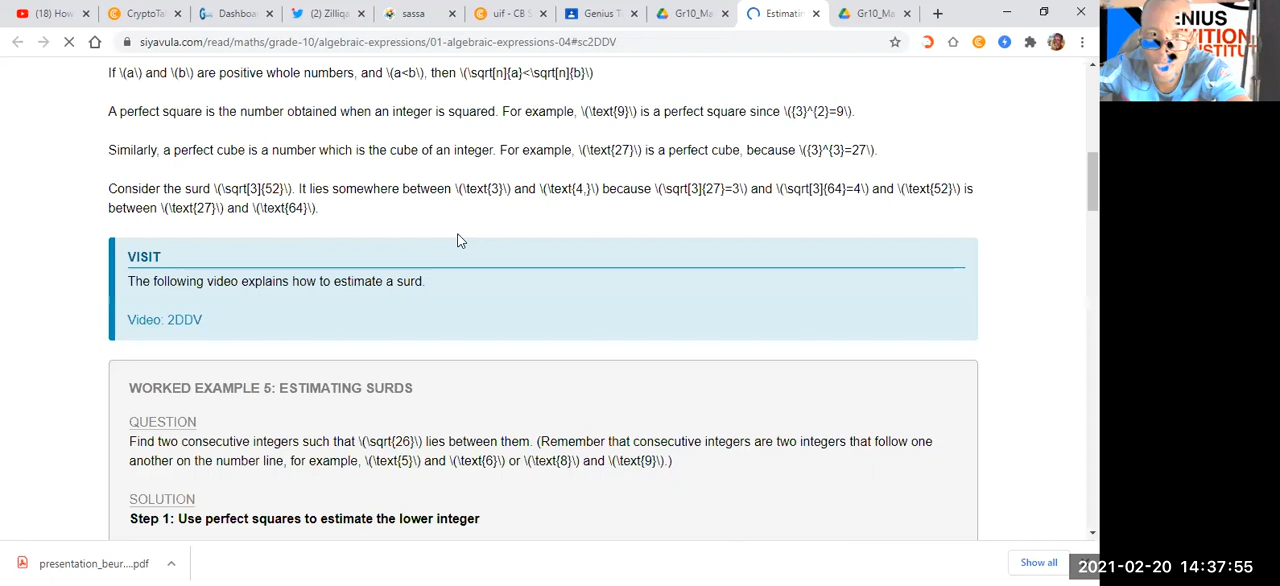 (18) How
CryptoTa
Dashboa
(2) Zilliqa
sassa
uif - CB S
Genius T
Gr10_Ma
Estimatin
Gr10_Ma
siyavula.com/read/maths/grade-10/algebraic-expressions/01-algebraic-expressions-04#sc2DDV
ENIUS
UITION
NSTITUT
If \(a\) and \(b\) are positive whole numbers, and \(a<b\), then \(\sqrt[n]{a}<\sqrt[n]{b}\)
A perfect square is the number obtained when an integer is squared. For example, \(\text{9}\) is a perfect square since \({3}^{2}=9\).
Similarly, a perfect cube is a number which is the cube of an integer. For example, \(\text{27}\) is a perfect cube, because \({3}^{3}=27\).
Consider the surd \(\sqrt[3]{52}\). It lies somewhere between \(\text{3}\) and \(\text{4,}\) because \(\sqrt[3]{27}=3\) and \(\sqrt[3]{64}=4\) and \(\text{52}\) is
between \(\text{27}\) and \(\text{64}\).
VISIT
The following video explains how to estimate a surd.
Video: 2DDV
WORKED EXAMPLE 5: ESTIMATING SURDS
QUESTION
Find two consecutive integers such that \(\sqrt{26}\) lies between them. (Remember that consecutive integers are two integers that follow one
another on the number line, for example, \(\text{5}\) and \(\text{6}\) or \(\text{8}\) and \(\text{9}\).)
SOLUTION
Step 1: Use perfect squares to estimate the lower integer
presentation_beur....pdf
Show all
2021-02-20 14:37:55